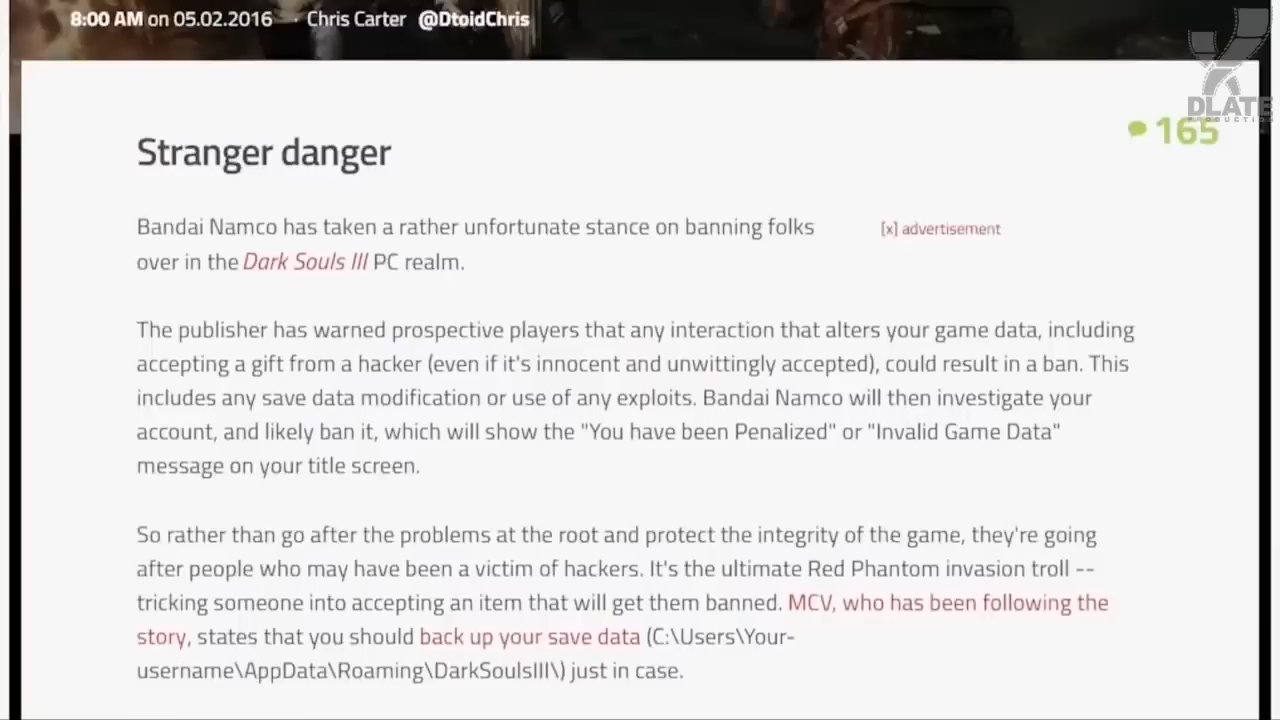 8:00 AM on 05.02.2016 · Chris Carter @DtoidChris
DLATE
PRODUCTION
165
Stranger danger
Bandai Namco has taken a rather unfortunate stance on banning folks
[x] advertisement
over in the Dark Souls III PC realm.
The publisher has warned prospective players that any interaction that alters your game data, including
accepting a gift from a hacker (even if it's innocent and unwittingly accepted), could result in a ban. This
includes any save data modification or use of any exploits. Bandai Namco will then investigate your
account, and likely ban it, which will show the "You have been Penalized" or "Invalid Game Data"
message on your title screen.
So rather than go after the problems at the root and protect the integrity of the game, they're going
after people who may have been a victim of hackers. It's the ultimate Red Phantom invasion troll --
tricking someone into accepting an item that will get them banned. MCV, who has been following the
story, states that you should back up your save data (C:\Users\Your-
username\AppData\Roaming\DarkSoulsIII\) just in case.